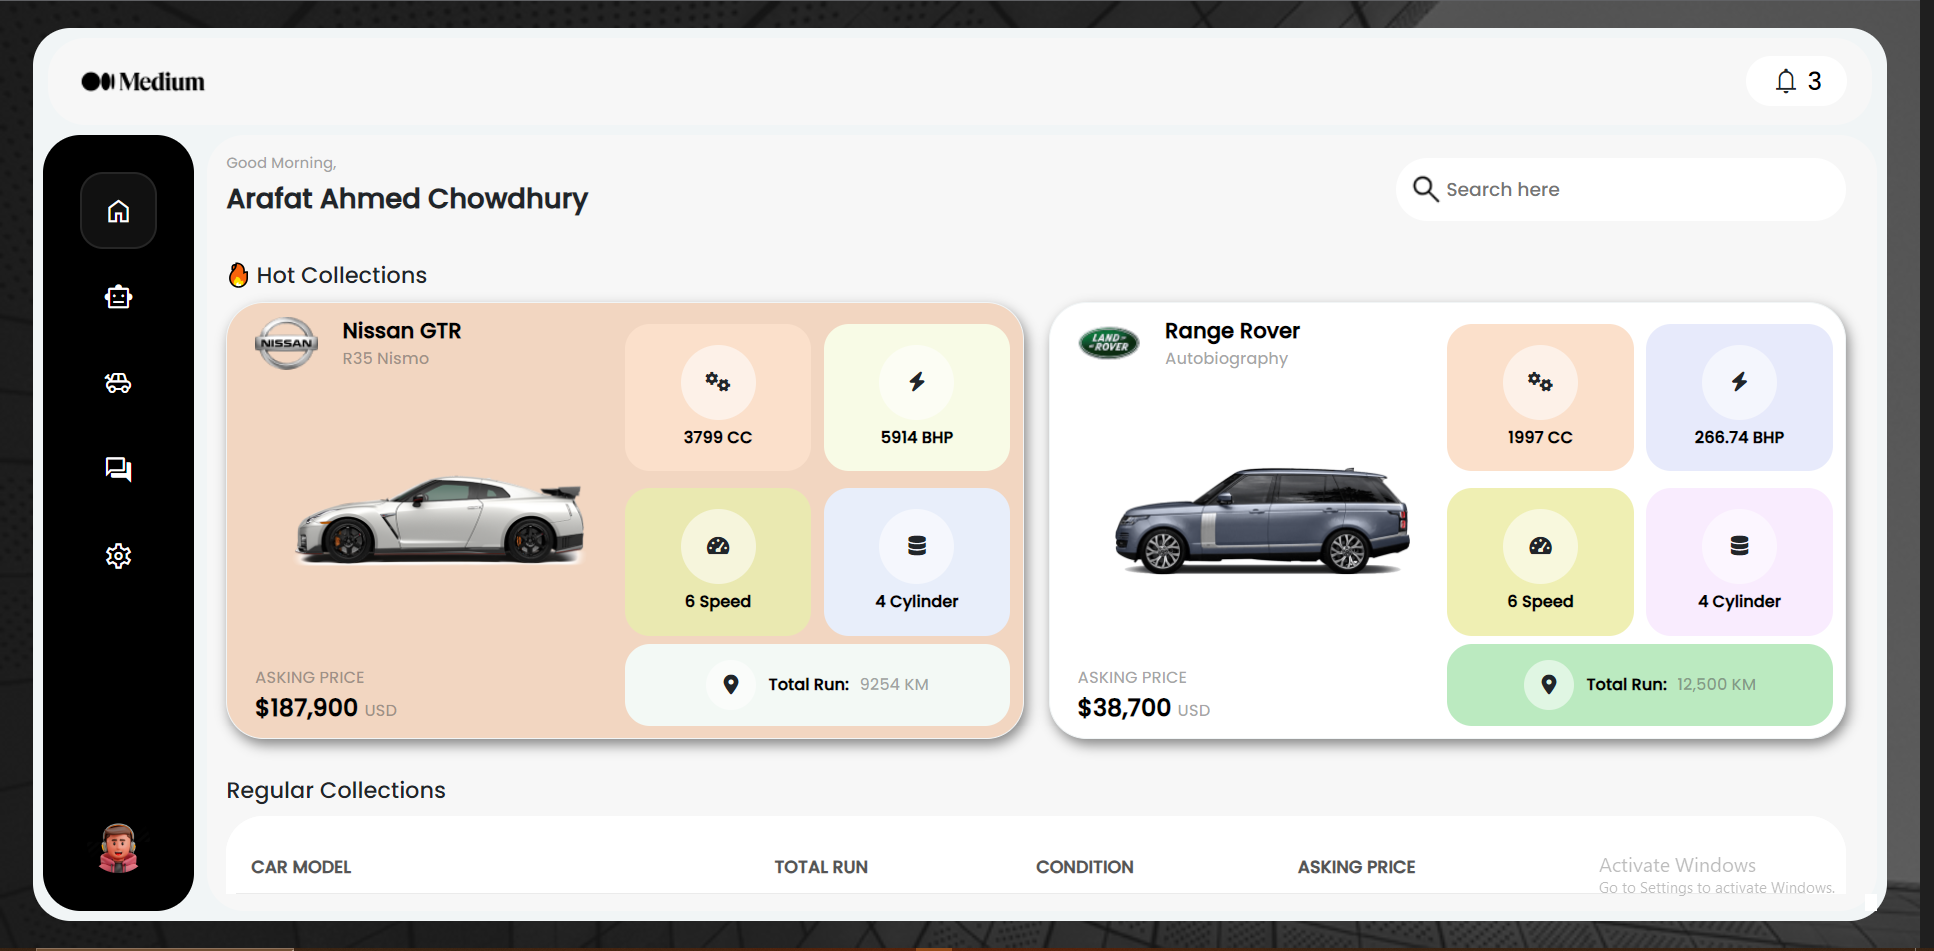 Medium
3
Good Morning,
Arafat Ahmed Chowdhury
Search here
Hot Collections
NISSAN
Nissan GTR
R35 Nismo
3799 CC
5914 BHP
6 Speed
4 Cylinder
ASKING PRICE
$187,900 USD
Total Run: 9254 KM
LAND-
-ROVER
Range Rover
Autobiography
1997 CC
266.74 BHP
6 Speed
4 Cylinder
ASKING PRICE
$38,700 USD
Total Run: 12,500 KM
Regular Collections
CAR MODEL TOTAL RUN CONDITION ASKING PRICE
Activate Windows
Go to Settings to activate Windows.